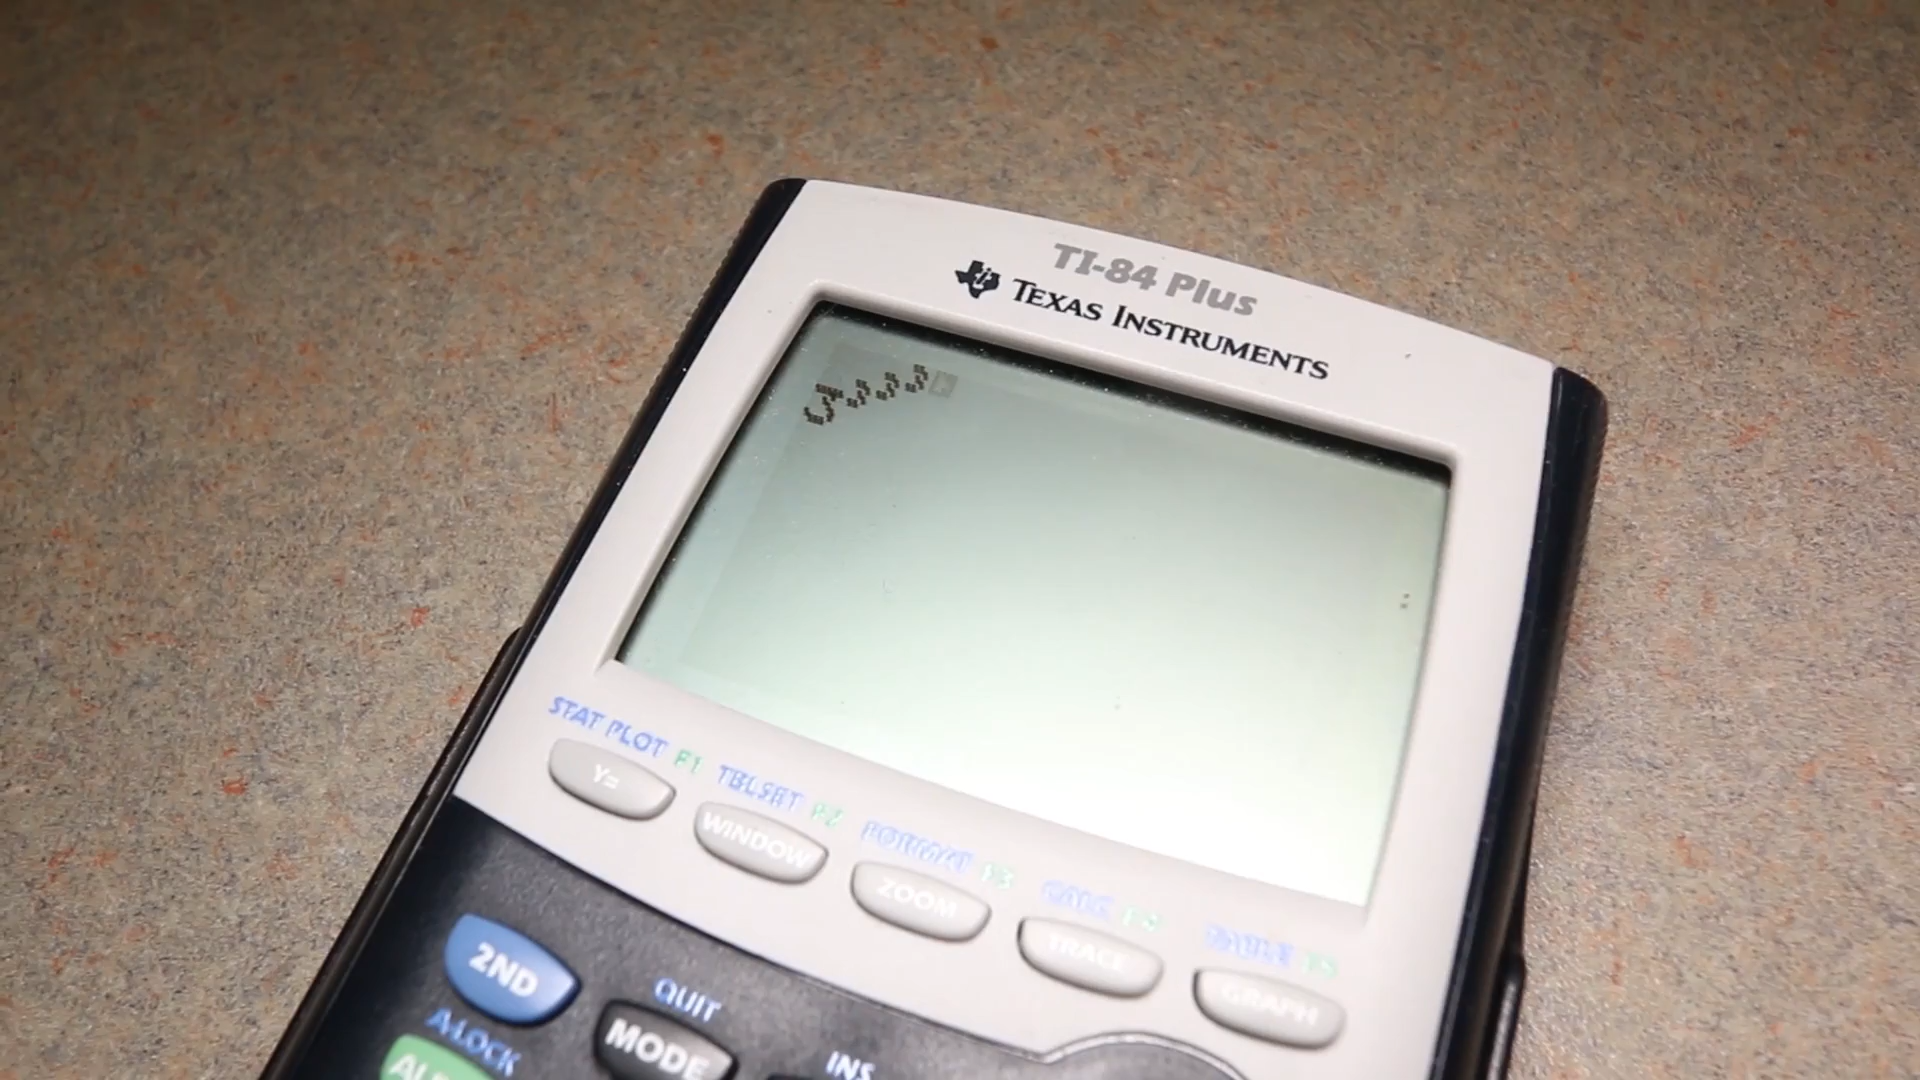 TI-84 Plus
TEXAS INSTRUMENTS
STAT PLOT F1 TBLSET F2 FORMAT F3 CALC F4 TABLE F5
Y= WINDOW ZOOM TRACE GRAPH
2ND
QUIT
MODE
INS
A-LOCK